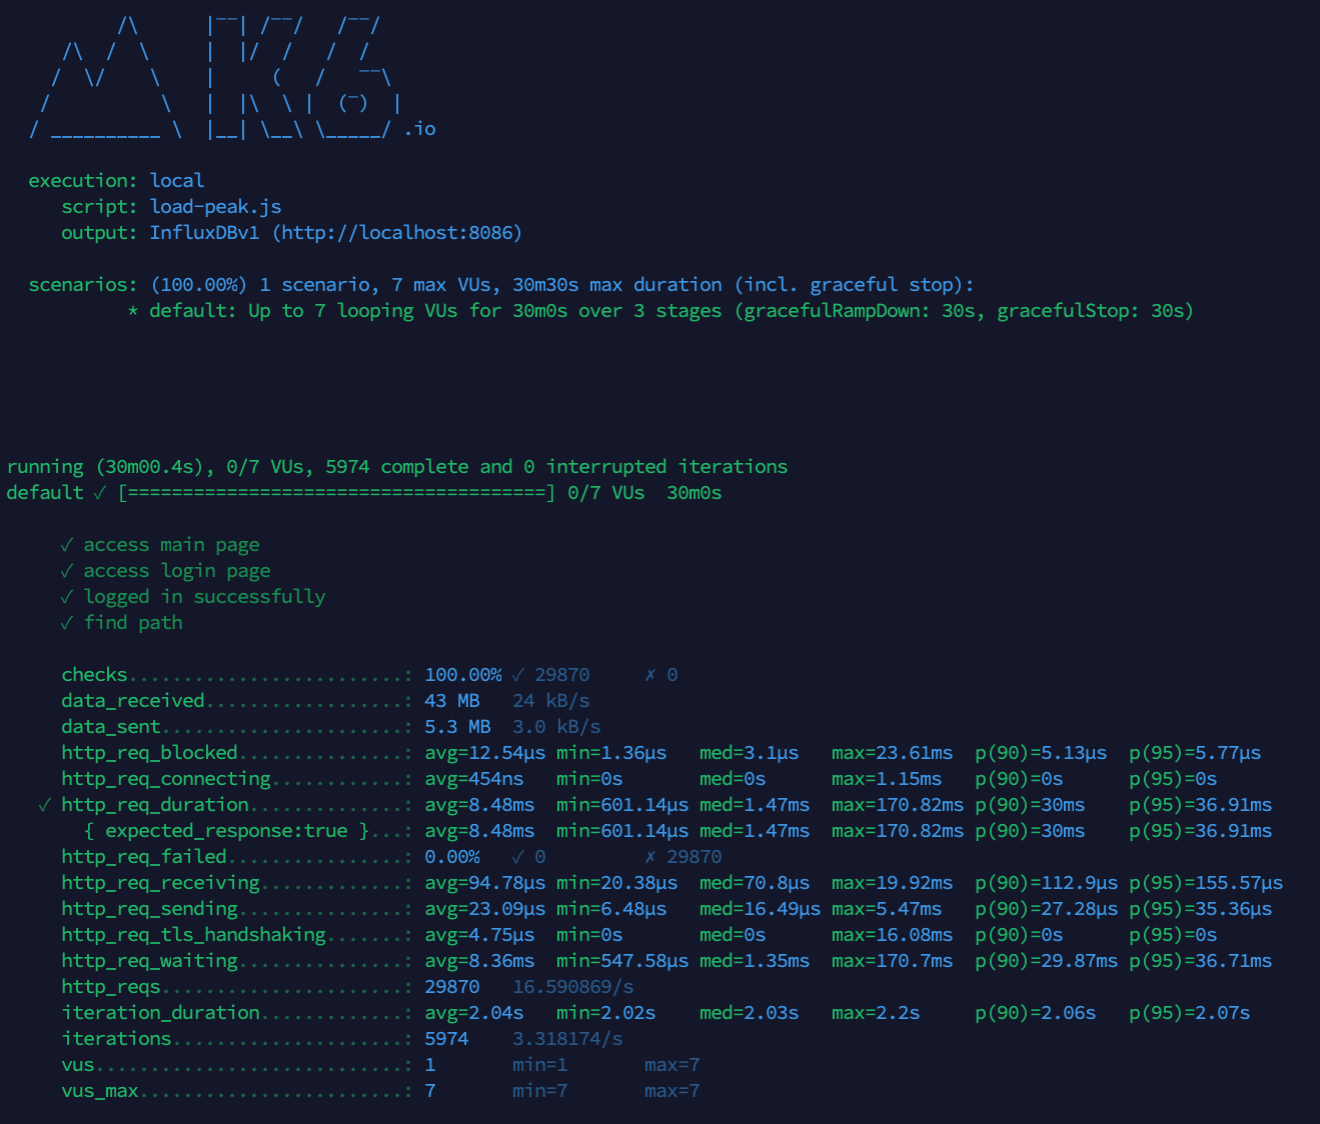 /\      |‾‾| /‾‾/   /‾‾/
     /\  /  \     |  |/  /   /  /
    /  \/    \    |     (   /   ‾‾\
   /          \   |  |\  \ |  (‾)  |
  / __________ \  |__| \__\ \_____/ .io
execution: local
script: load-peak.js
output: InfluxDBv1 (http://localhost:8086)
scenarios: (100.00%) 1 scenario, 7 max VUs, 30m30s max duration (incl. graceful stop):
* default: Up to 7 looping VUs for 30m0s over 3 stages (gracefulRampDown: 30s, gracefulStop: 30s)
running (30m00.4s), 0/7 VUs, 5974 complete and 0 interrupted iterations
default ✓ [======================================] 0/7 VUs  30m0s
✓ access main page
✓ access login page
✓ logged in successfully
✓ find path
checks.........................: 100.00% ✓ 29870     ✗ 0
data_received..................: 43 MB   24 kB/s
data_sent......................: 5.3 MB  3.0 kB/s
http_req_blocked...............: avg=12.54µs min=1.36µs   med=3.1µs   max=23.61ms  p(90)=5.13µs  p(95)=5.77µs
http_req_connecting............: avg=454ns   min=0s       med=0s      max=1.15ms   p(90)=0s      p(95)=0s
✓ http_req_duration..............: avg=8.48ms  min=601.14µs med=1.47ms  max=170.82ms p(90)=30ms    p(95)=36.91ms
{ expected_response:true }...: avg=8.48ms  min=601.14µs med=1.47ms  max=170.82ms p(90)=30ms    p(95)=36.91ms
http_req_failed................: 0.00%   ✓ 0         ✗ 29870
http_req_receiving.............: avg=94.78µs min=20.38µs  med=70.8µs  max=19.92ms  p(90)=112.9µs p(95)=155.57µs
http_req_sending...............: avg=23.09µs min=6.48µs   med=16.49µs max=5.47ms   p(90)=27.28µs p(95)=35.36µs
http_req_tls_handshaking.......: avg=4.75µs  min=0s       med=0s      max=16.08ms  p(90)=0s      p(95)=0s
http_req_waiting...............: avg=8.36ms  min=547.58µs med=1.35ms  max=170.7ms  p(90)=29.87ms p(95)=36.71ms
http_reqs......................: 29870   16.590869/s
iteration_duration.............: avg=2.04s   min=2.02s    med=2.03s   max=2.2s     p(90)=2.06s   p(95)=2.07s
iterations.....................: 5974    3.318174/s
vus............................: 1       min=1       max=7
vus_max........................: 7       min=7       max=7